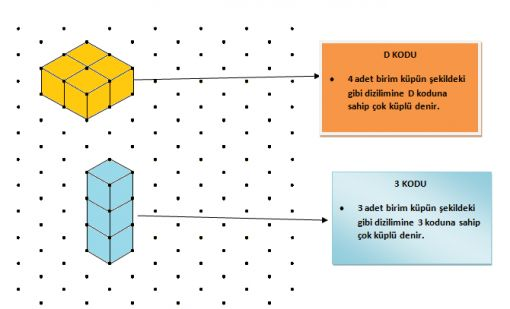 D KODU
• 4 adet birim küpün şekildeki
gibi dizilimine D koduna
sahip çok küplü denir.
3 KODU
• 3 adet birim küpün şekildeki
gibi dizilimine 3 koduna sahip
çok küplü denir.